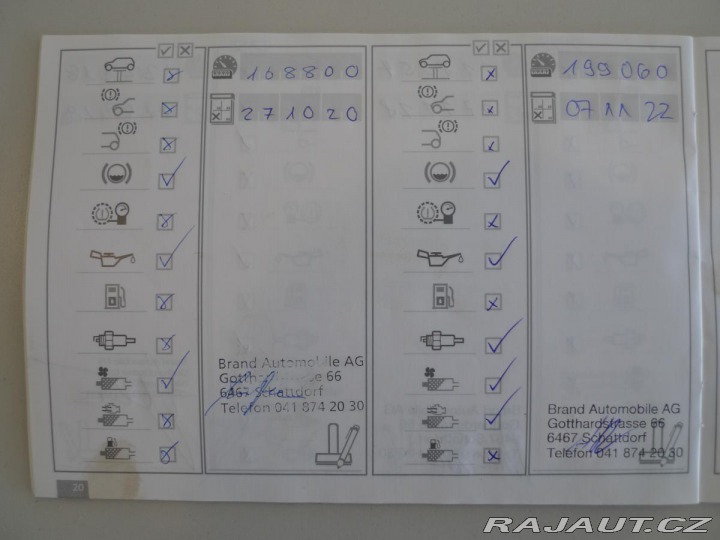 168800
271020
Brand Automobile AG
Gotthardstrasse 66
6467 Schattdorf
Telefon 041 874 20 30
199060
07 11 22
Brand Automobile AG
Gotthardstrasse 66
6467 Schattdorf
Telefon 041 874 20 30
20
RAJAUT.CZ